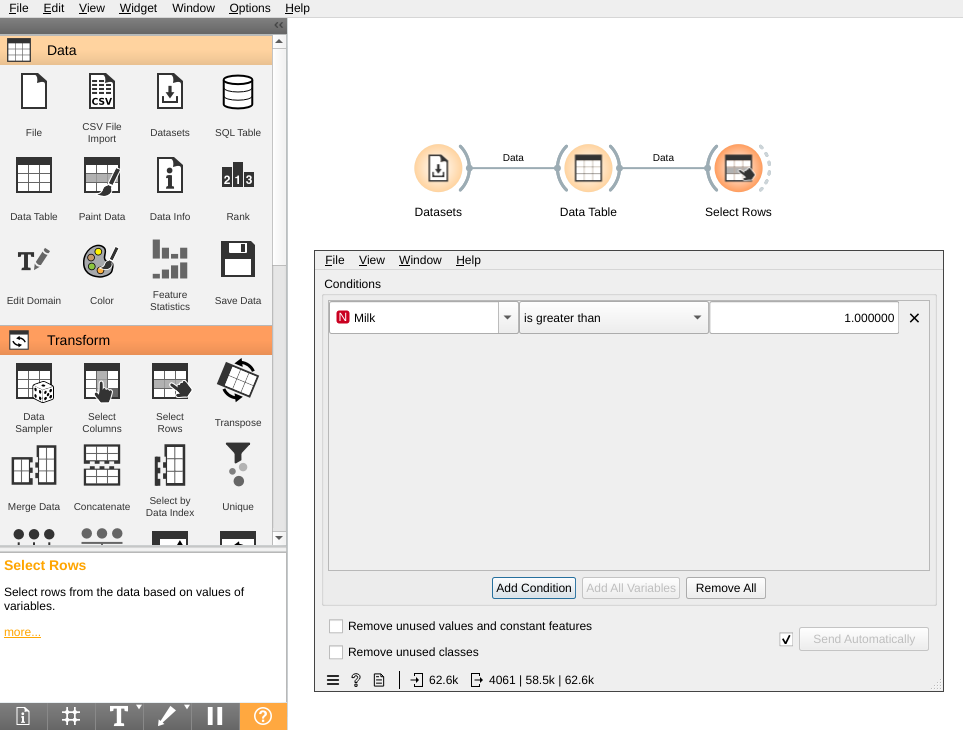 File Edit View Widget Window Options Help
Data
File
CSV
CSV File
Import
Datasets
SQL Table
Data Table
Paint Data
Data Info
2 1 3
Rank
Edit Domain
Color
Feature
Statistics
Save Data
Transform
Data
Sampler
Select
Columns
Select
Rows
Transpose
Merge Data
Concatenate
Select by
Data Index
Unique
Select Rows
Select rows from the data based on values of
variables.
more...
Data
Data
Datasets
Data Table
Select Rows
File View Window Help
Conditions
N Milk
is greater than
1.000000
Add Condition
Add All Variables
Remove All
Remove unused values and constant features
Remove unused classes
Send Automatically
62.6k
4061 | 58.5k | 62.6k